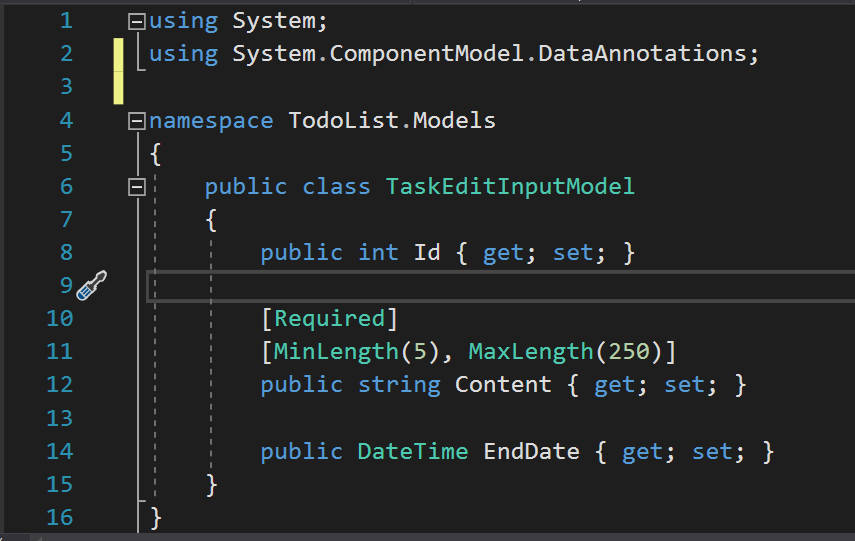 1 using System;
2 using System.ComponentModel.DataAnnotations;
3
4 namespace TodoList.Models
5 {
6 public class TaskEditInputModel
7 {
8 public int Id { get; set; }
9
10 [Required]
11 [MinLength(5), MaxLength(250)]
12 public string Content { get; set; }
13
14 public DateTime EndDate { get; set; }
15 }
16 }